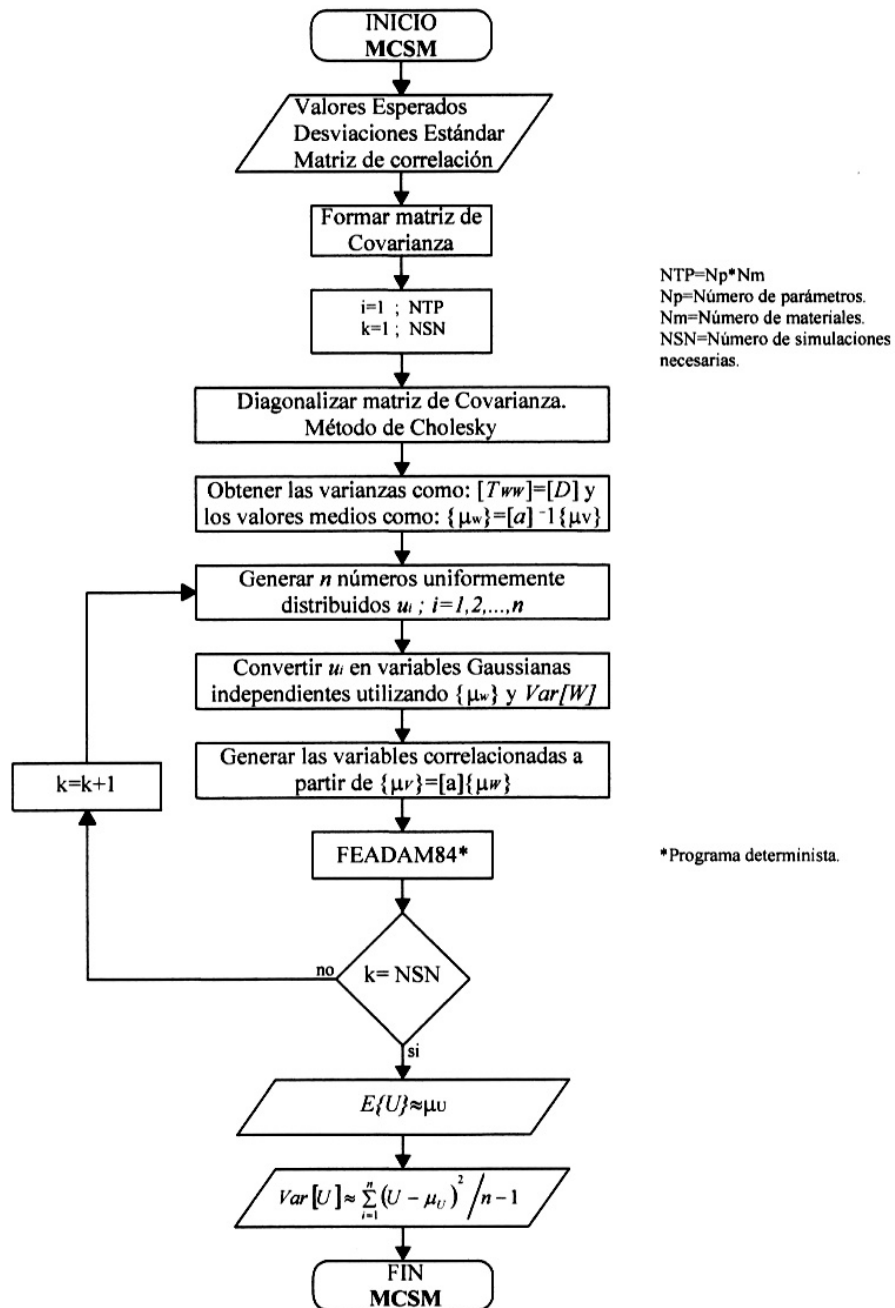 INICIO
MCSM
Valores Esperados
Desviaciones Estándar
Matriz de correlación
Formar matriz de
Covarianza
i=1 ; NTP
k=1 ; NSN
NTP=Np*Nm
Np=Número de parámetros.
Nm=Número de materiales.
NSN=Número de simulaciones
necesarias.
Diagonalizar matriz de Covarianza.
Método de Cholesky
Obtener las varianzas como: [Tww]=[D] y
los valores medios como: {μw}=[a]⁻1{μv}
Generar n números uniformemente
distribuidos ui ; i=1,2,...,n
Convertir ui en variables Gaussianas
independientes utilizando {μw} y Var[W]
Generar las variables correlacionadas a
partir de {μv}=[a]{μw}
k=k+1
FEADAM84*
*Programa determinista.
no
k= NSN
si
E{U}≈μU
Var[U]≈ ∑ᵢ₌₁ⁿ (U − μU)² / n − 1
FIN
MCSM